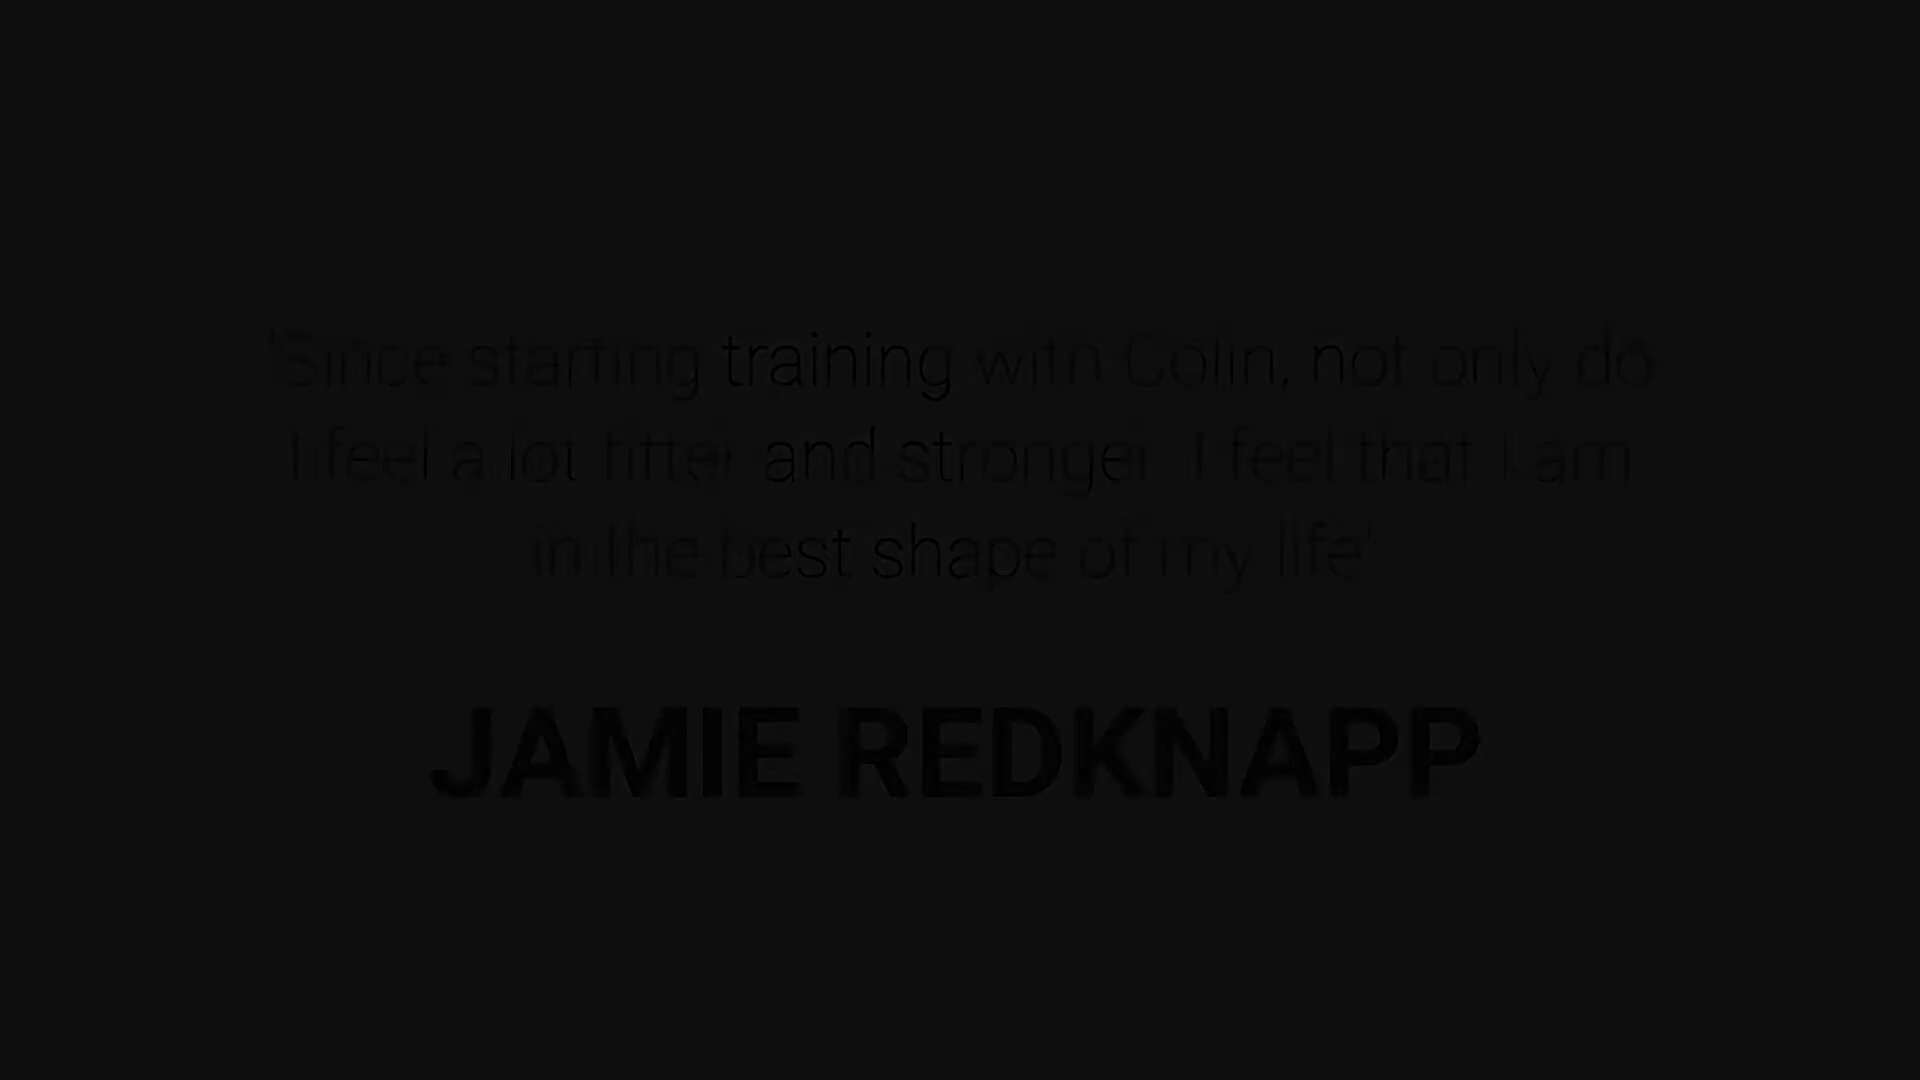 'Since starting training with Colin, not only do
I feel a lot fitter and stronger I feel that I am
in the best shape of my life'
JAMIE REDKNAPP